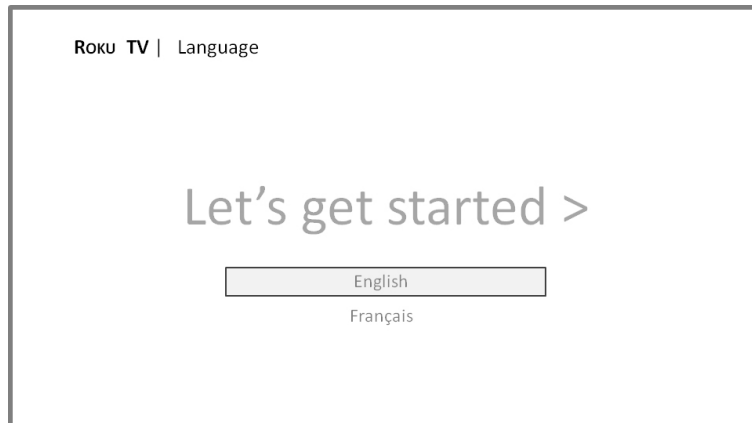 ROKU TV | Language
Let's get started >
English
Français